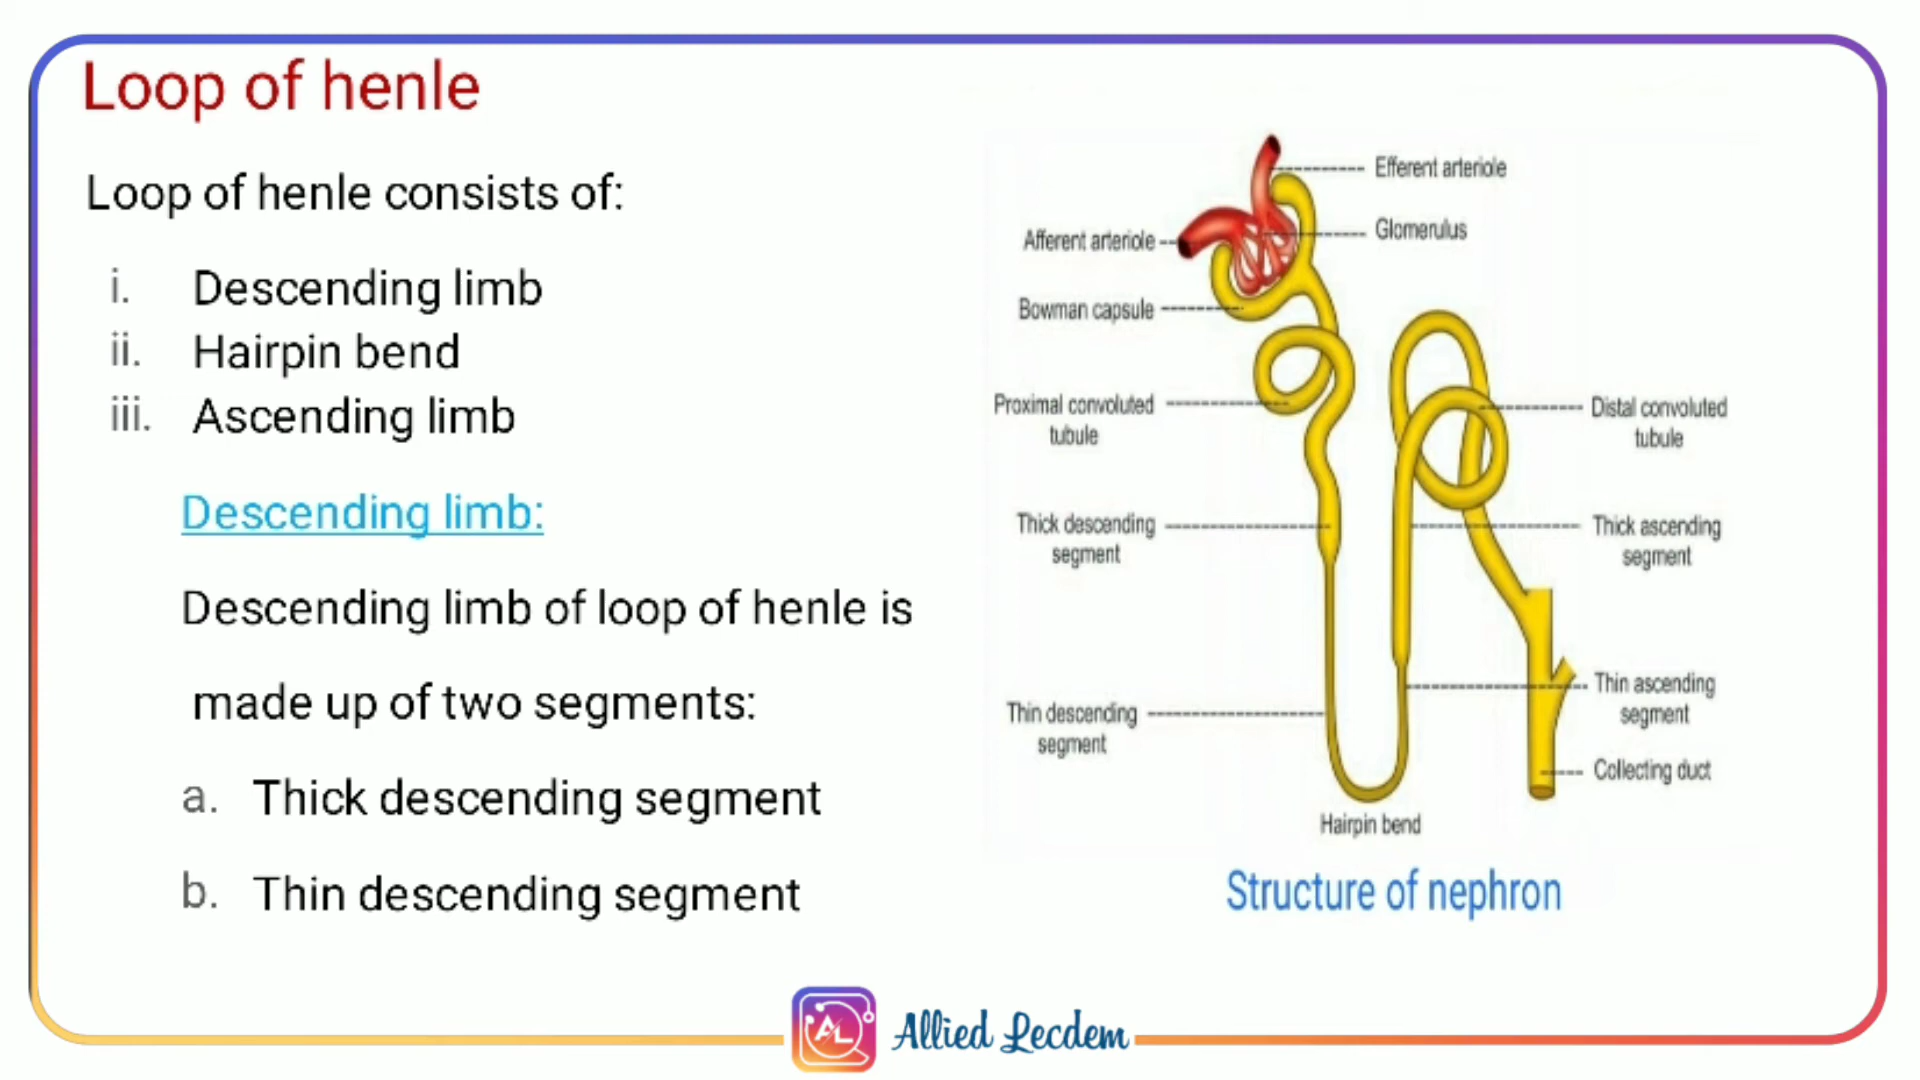 Loop of henle
Loop of henle consists of:
i. Descending limb
ii. Hairpin bend
iii. Ascending limb
Descending limb:
Descending limb of loop of henle is
made up of two segments:
a. Thick descending segment
b. Thin descending segment
Efferent arteriole
Glomerulus
Afferent arteriole
Bowman capsule
Proximal convoluted
tubule
Distal convoluted
tubule
Thick descending
segment
Thick ascending
segment
Thin descending
segment
Thin ascending
segment
Collecting duct
Hairpin bend
Structure of nephron
AL
Allied Lecdem